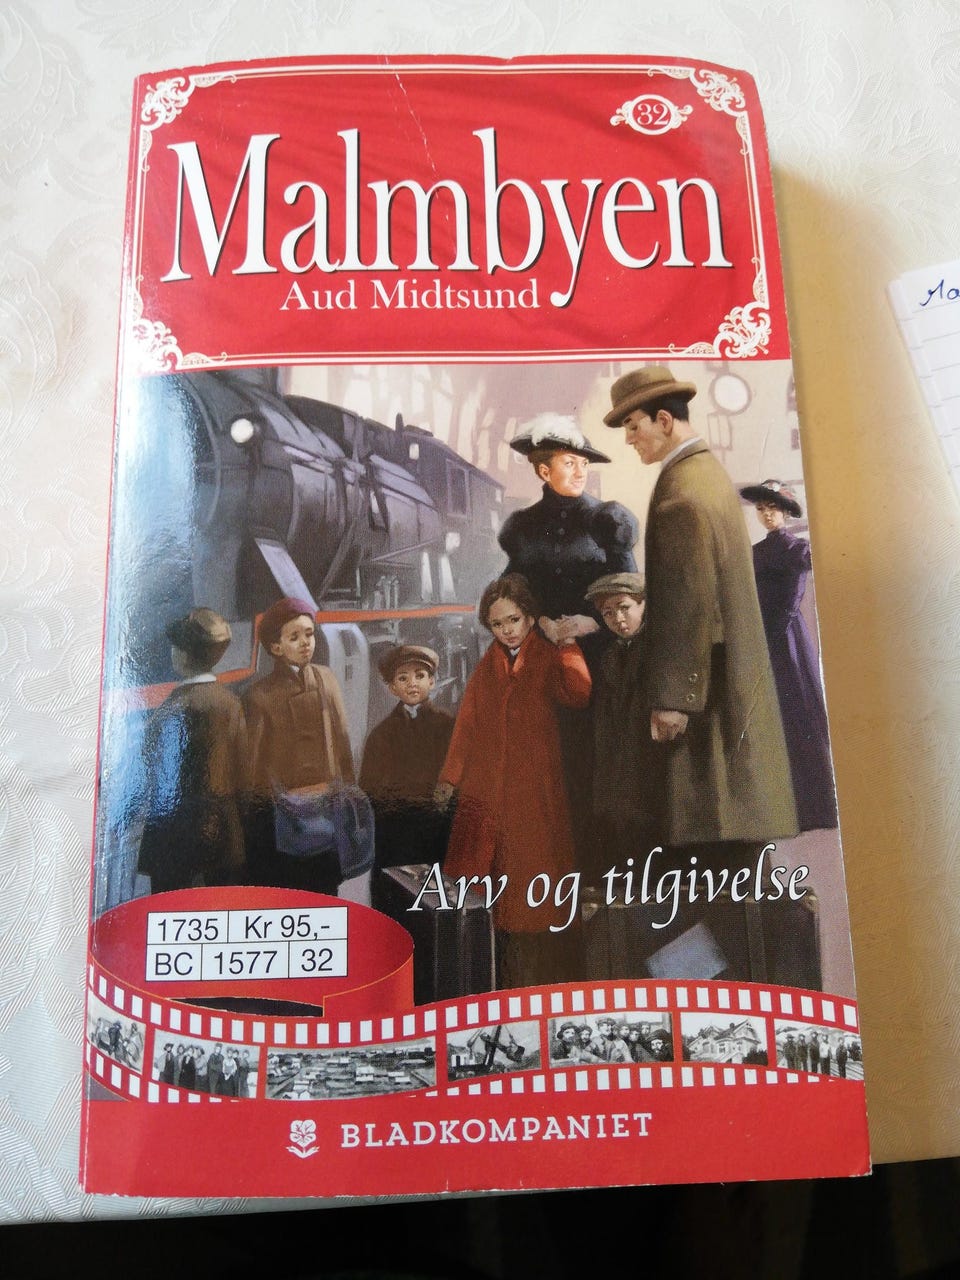 32
Malmbyen
Aud Midtsund
Arv og tilgivelse
1735 Kr 95,-
BC 1577 32
BLADKOMPANIET